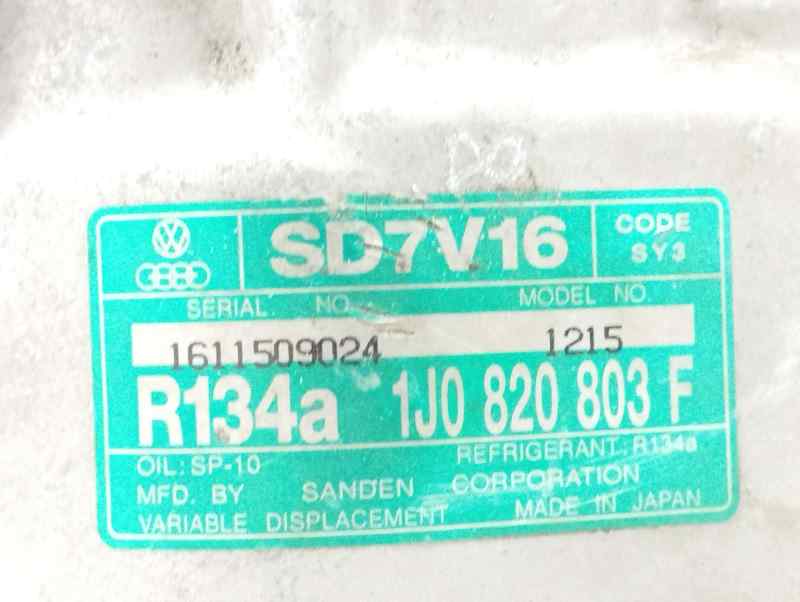 SD7V16
CODE
SY3
SERIAL NO. MODEL NO.
1611509024 1215
R134a 1J0 820 803 F
OIL: SP-10 REFRIGERANT: R134a
MFD. BY SANDEN CORPORATION
VARIABLE DISPLACEMENT MADE IN JAPAN